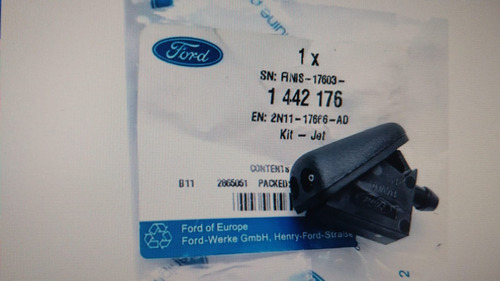 Ford
1 x
SN: FINIS-17603-
1 442 176
EN: 2N11-17666-AD
Kit - Jet
CONTENTS
B11 2865051 PACKED:
Ford of Europe
Ford-Werke GmbH, Henry-Ford-Straße